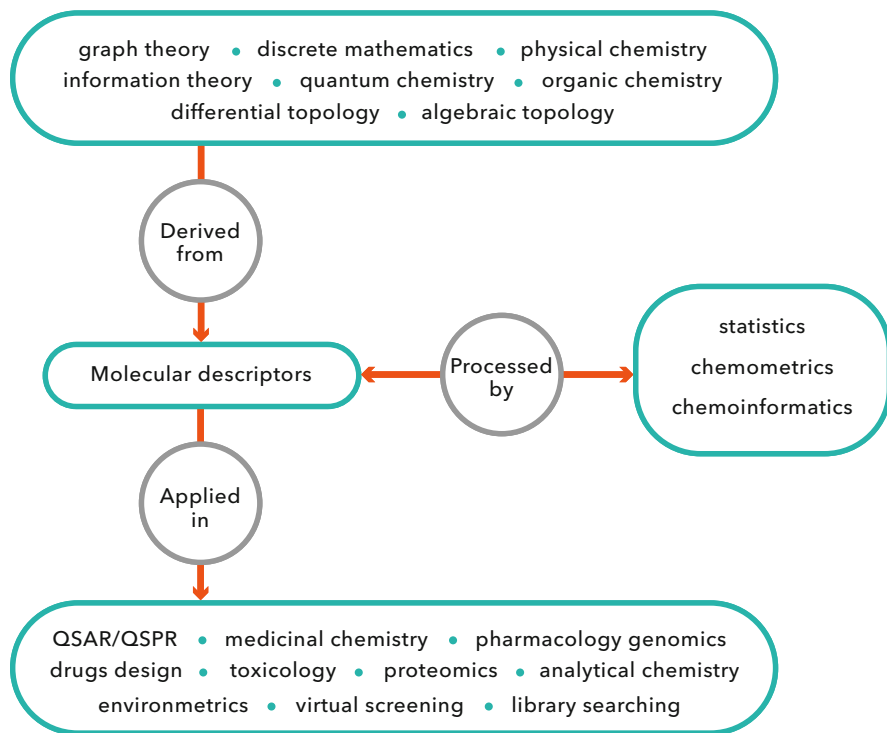 graph theory • discrete mathematics • physical chemistry
information theory • quantum chemistry • organic chemistry
differential topology • algebraic topology
Derived
from
Molecular descriptors
Processed
by
statistics
chemometrics
chemoinformatics
Applied
in
QSAR/QSPR • medicinal chemistry • pharmacology genomics
drugs design • toxicology • proteomics • analytical chemistry
environmetrics • virtual screening • library searching